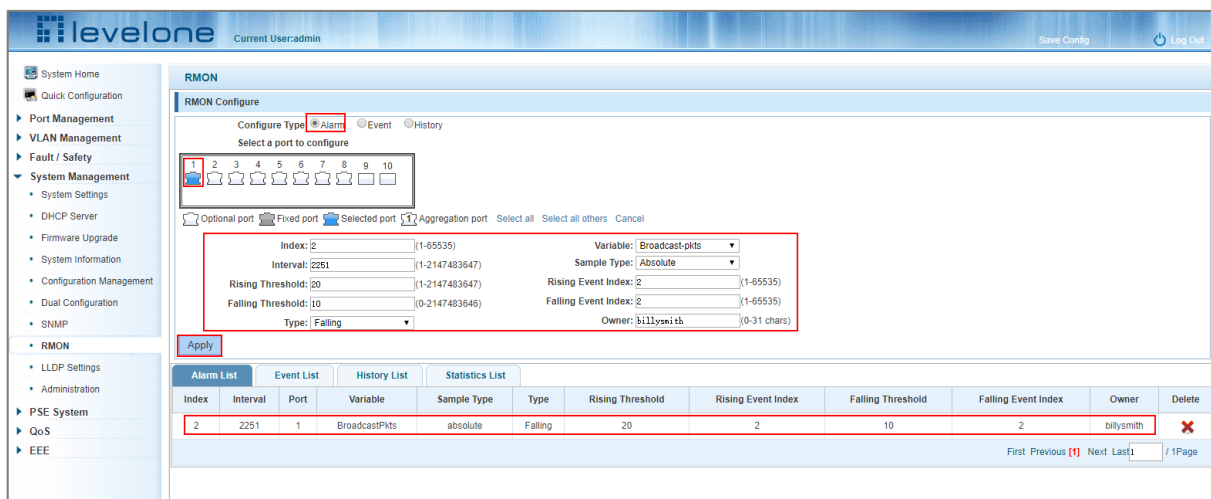 levelone
Current User:admin
Save Config
Log Out
System Home
Quick Configuration
Port Management
VLAN Management
Fault / Safety
System Management
System Settings
DHCP Server
Firmware Upgrade
System Information
Configuration Management
Dual Configuration
SNMP
RMON
LLDP Settings
Administration
PSE System
QoS
EEE
RMON
RMON Configure
Configure Type: Alarm Event History
Select a port to configure
1 2 3 4 5 6 7 8 9 10
Optional port Fixed port Selected port 1 Aggregation port Select all Select all others Cancel
Index: 2 (1-65535) Variable: Broadcast-pkts
Interval: 2251 (1-2147483647) Sample Type: Absolute
Rising Threshold: 20 (1-2147483647) Rising Event Index: 2 (1-65535)
Falling Threshold: 10 (0-2147483646) Falling Event Index: 2 (1-65535)
Type: Falling Owner: billysmith (0-31 chars)
Apply
Alarm List Event List History List Statistics List
Index Interval Port Variable Sample Type Type Rising Threshold Rising Event Index Falling Threshold Falling Event Index Owner Delete
2 2251 1 BroadcastPkts absolute Falling 20 2 10 2 billysmith
First Previous [1] Next Last 1 / 1Page